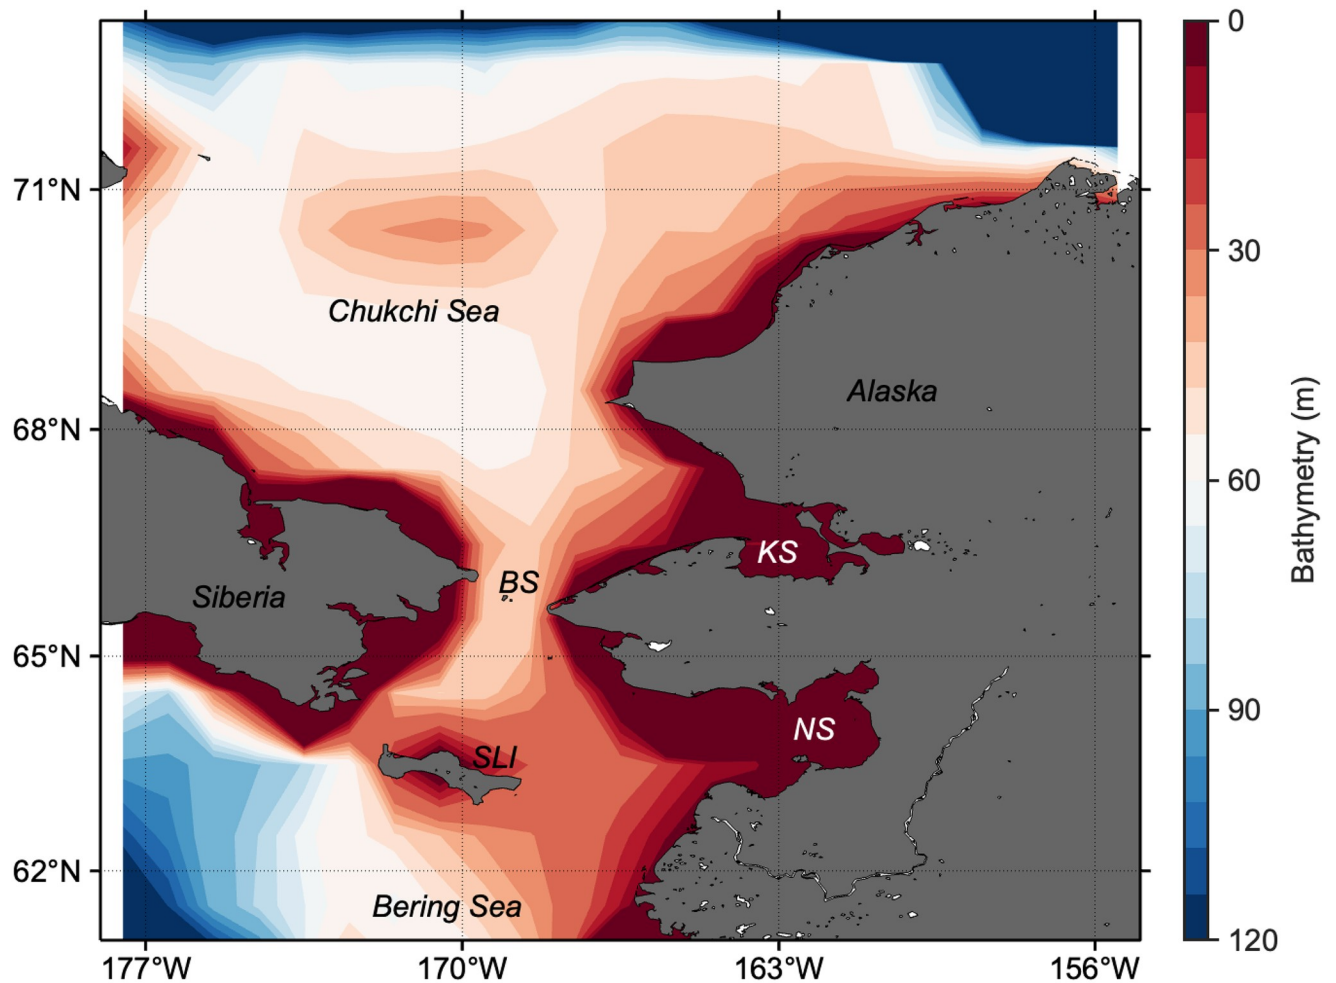 0
71°N
30
Chukchi Sea
Alaska
68°N
60
KS
BS
Siberia
Bathymetry (m)
65°N
90
NS
SLI
62°N
Bering Sea
120
177°W
170°W
163°W
156°W